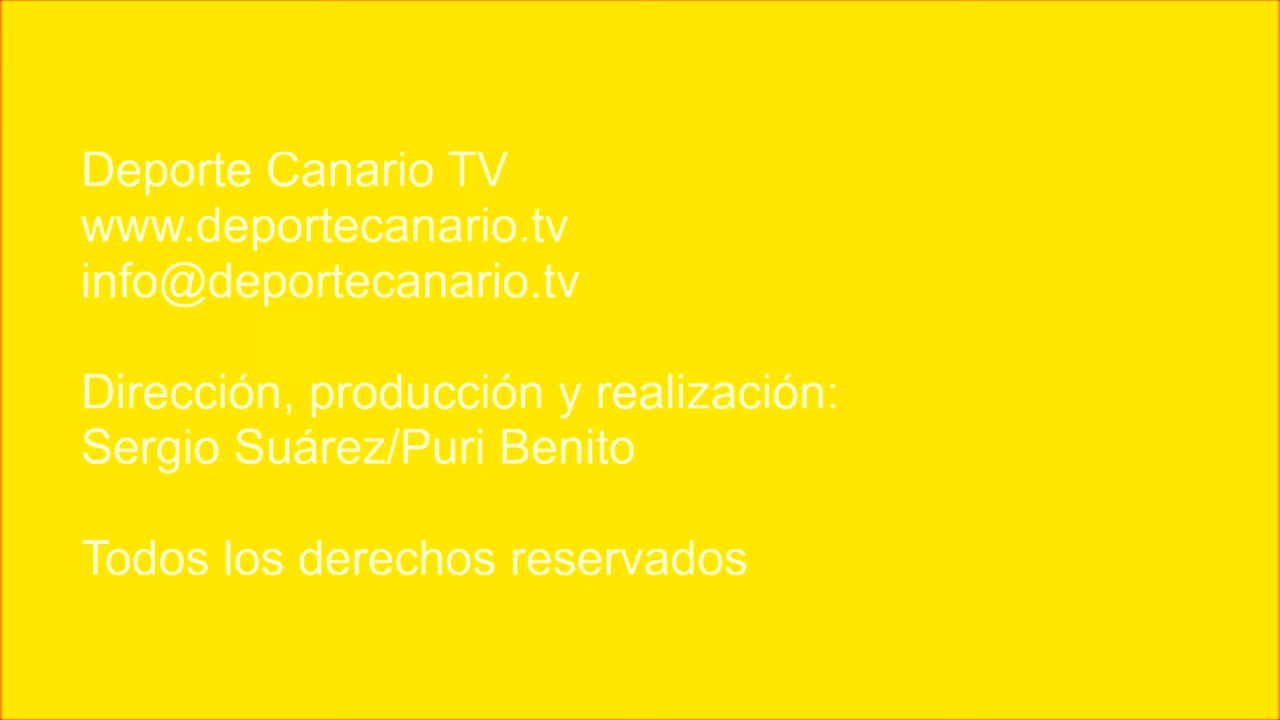 Deporte Canario TV
www.deportecanario.tv
info@deportecanario.tv
Dirección, producción y realización:
Sergio Suárez/Puri Benito
Todos los derechos reservados